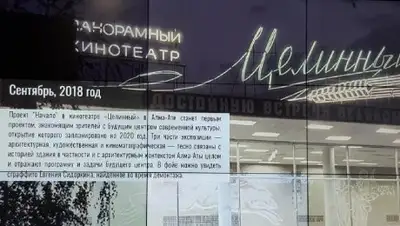 ПАНОРАМНЫЙ
КИНОТЕАТР
Целинный
Сентябрь, 2018 год
Проект "Начало" в кинотеатре «Целинный» в Алма-Ате станет первым
проектом, знакомящим зрителей с будущим центром современной культуры,
открытие которого запланировано на 2020 год. Три части экспозиции —
архитектурная, художественная и кинематографическая — тесно связаны с
историей здания в частности и с архитектурным контекстом Алма-Аты в целом
и отражают программу и задачи будущего центра. В фойе можно увидеть
сграффито Евгения Сидоркина, найденное во время демонтажа.